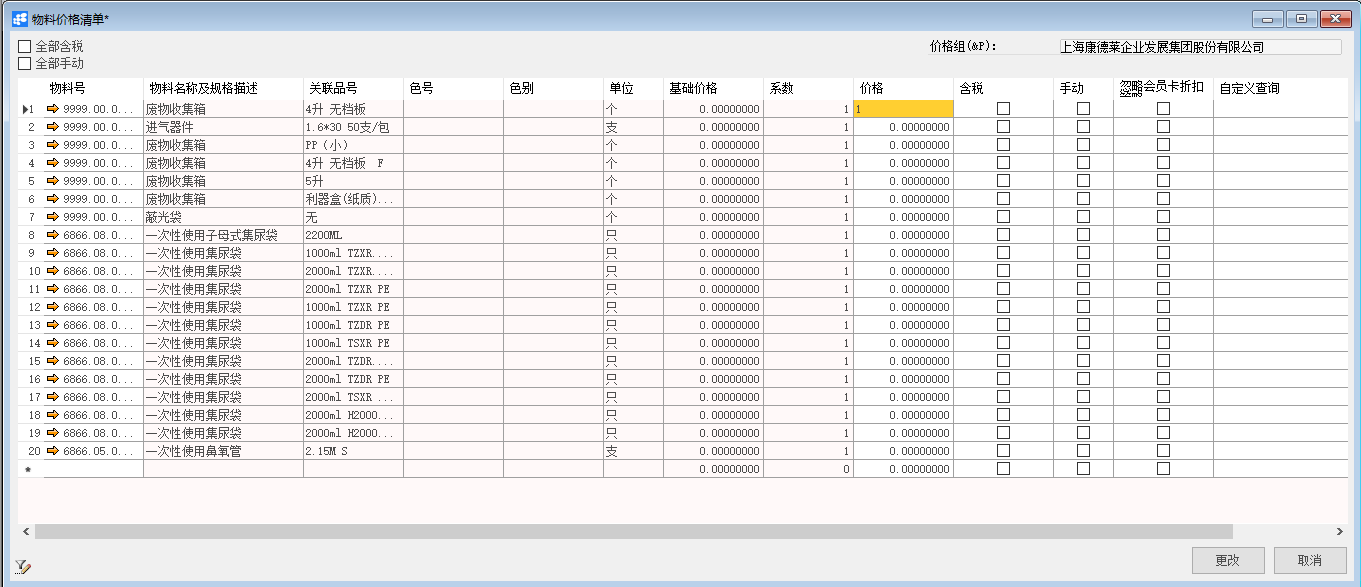 物料价格清单*
全部含税 价格组(&P): 上海康德莱企业发展集团股份有限公司
全部手动
物料号 物料名称及规格描述 关联品号 色号 色别 单位 基础价格 系数 价格 含税 手动 忽略会员卡折扣 自定义查询
1 9999.00.0... 废物收集箱 4升 无档板 个 0.00000000 1 1
2 9999.00.0... 进气器件 1.6*30 50支/包 支 0.00000000 1 0.00000000
3 9999.00.0... 废物收集箱 PP（小） 个 0.00000000 1 0.00000000
4 9999.00.0... 废物收集箱 4升 无档板 F 个 0.00000000 1 0.00000000
5 9999.00.0... 废物收集箱 5升 个 0.00000000 1 0.00000000
6 9999.00.0... 废物收集箱 利器盒(纸质)... 个 0.00000000 1 0.00000000
7 9999.00.0... 蔽光袋 无 个 0.00000000 1 0.00000000
8 6866.08.0... 一次性使用子母式集尿袋 2200ML 只 0.00000000 1 0.00000000
9 6866.08.0... 一次性使用集尿袋 1000ml TZXR... 只 0.00000000 1 0.00000000
10 6866.08.0... 一次性使用集尿袋 2000ml TZXR... 只 0.00000000 1 0.00000000
11 6866.08.0... 一次性使用集尿袋 2000ml TZXR PE 只 0.00000000 1 0.00000000
12 6866.08.0... 一次性使用集尿袋 1000ml TZXR PE 只 0.00000000 1 0.00000000
13 6866.08.0... 一次性使用集尿袋 1000ml TZDR PE 只 0.00000000 1 0.00000000
14 6866.08.0... 一次性使用集尿袋 1000ml TSXR PE 只 0.00000000 1 0.00000000
15 6866.08.0... 一次性使用集尿袋 2000ml TZDR... 只 0.00000000 1 0.00000000
16 6866.08.0... 一次性使用集尿袋 2000ml TZDR PE 只 0.00000000 1 0.00000000
17 6866.08.0... 一次性使用集尿袋 2000ml TSXR ... 只 0.00000000 1 0.00000000
18 6866.08.0... 一次性使用集尿袋 2000ml H2000... 只 0.00000000 1 0.00000000
19 6866.08.0... 一次性使用集尿袋 2000ml H2000... 只 0.00000000 1 0.00000000
20 6866.05.0... 一次性使用鼻氧管 2.15M S 支 0.00000000 1 0.00000000
* 0.00000000 0 0.00000000
更改 取消